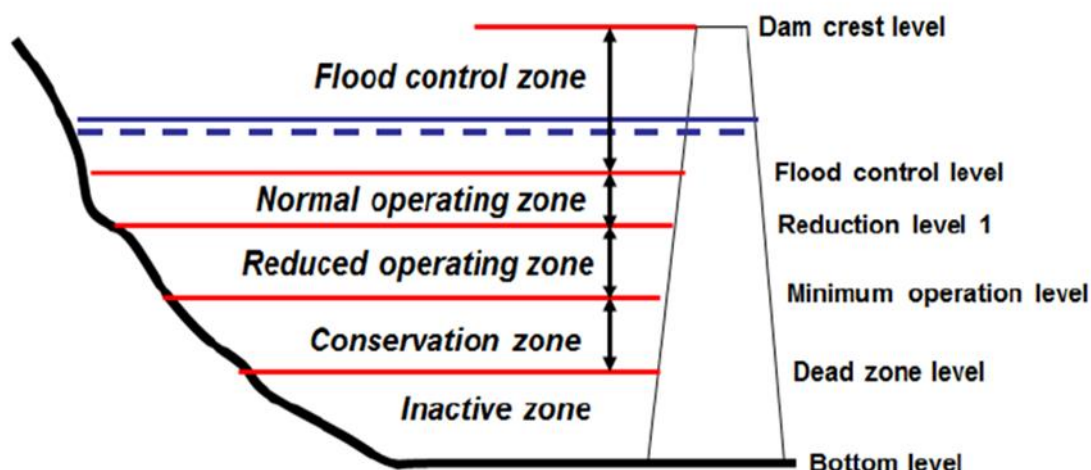 Dam crest level
Flood control zone
Flood control level
Normal operating zone
Reduction level 1
Reduced operating zone
Minimum operation level
Conservation zone
Dead zone level
Inactive zone
Bottom level